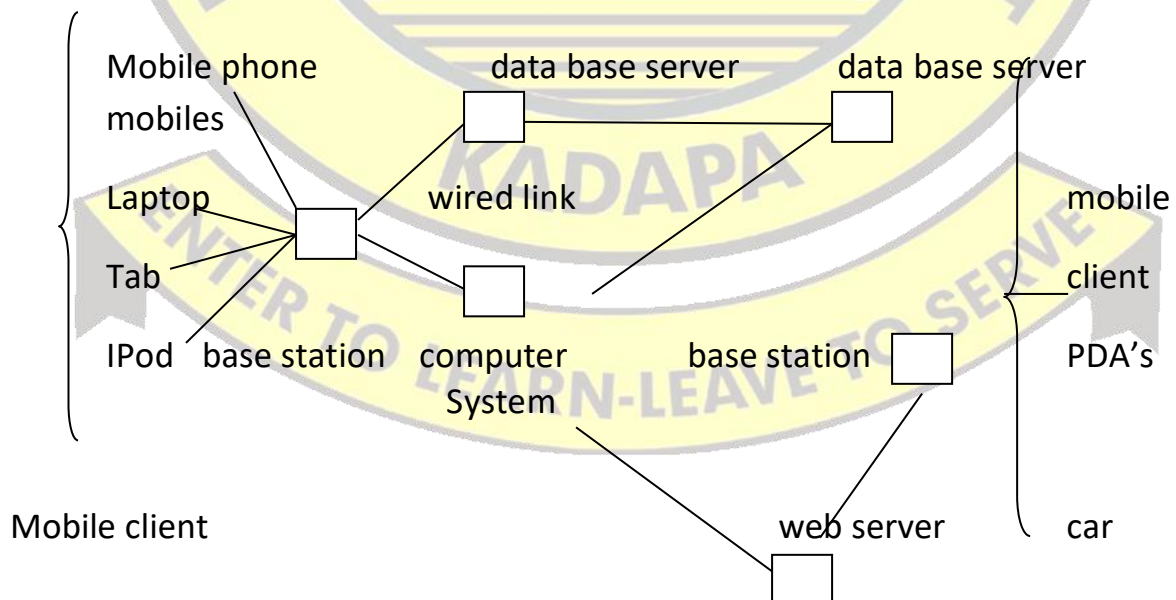 Mobile phone data base server data base server
mobiles
KADAPA
Laptop wired link mobile
Tab client
ENTER TO LEARN-LEAVE TO SERVE
IPod base station computer base station PDA’s
System
Mobile client web server car